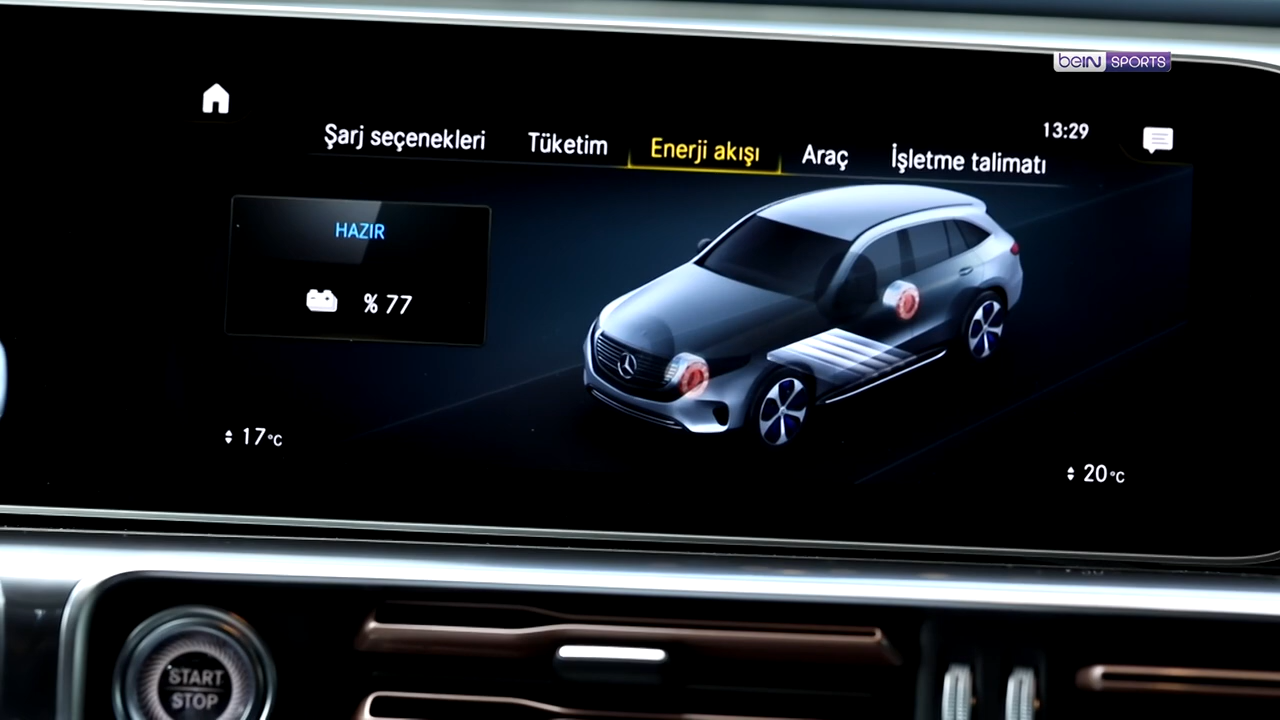 beIN SPORTS
13:29
Şarj seçenekleri Tüketim Enerji akışı Araç İşletme talimatı
HAZIR
% 77
17°C
20°C
START
STOP